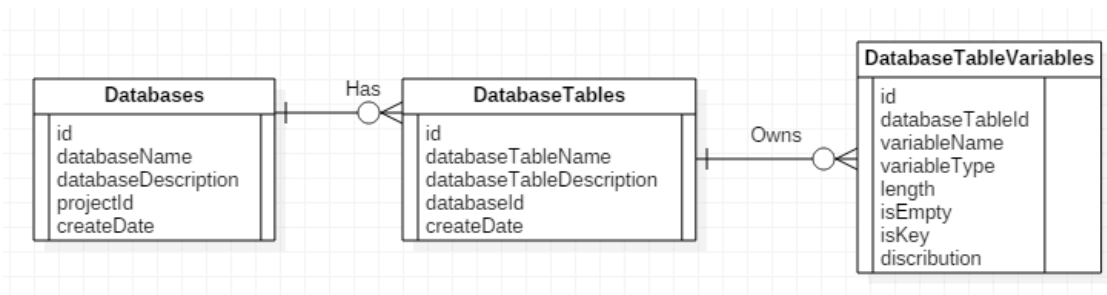 Databases
id
databaseName
databaseDescription
projectId
createDate
Has
DatabaseTables
id
databaseTableName
databaseTableDescription
databaseId
createDate
Owns
DatabaseTableVariables
id
databaseTableId
variableName
variableType
length
isEmpty
isKey
discribution